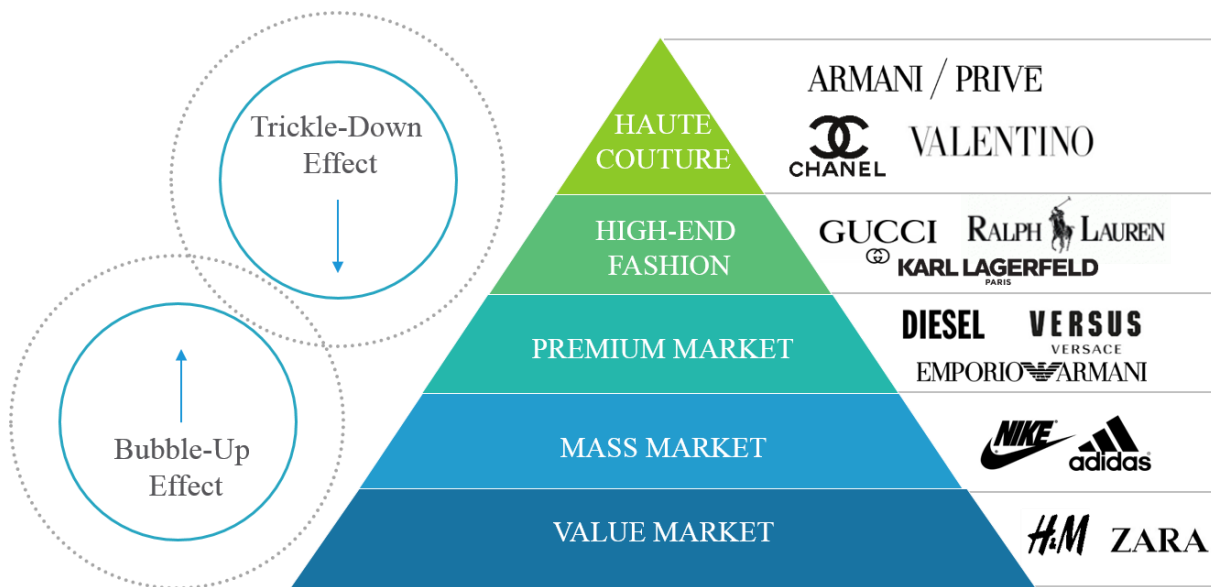 Trickle-Down
Effect
Bubble-Up
Effect
HAUTE
COUTURE
ARMANI / PRIVĒ
CHANEL
VALENTINO
HIGH-END
FASHION
GUCCI
RALPH LAUREN
KARL LAGERFELD
PARIS
PREMIUM MARKET
DIESEL
VERSUS
VERSACE
EMPORIO ARMANI
MASS MARKET
NIKE
adidas
VALUE MARKET
H&M
ZARA